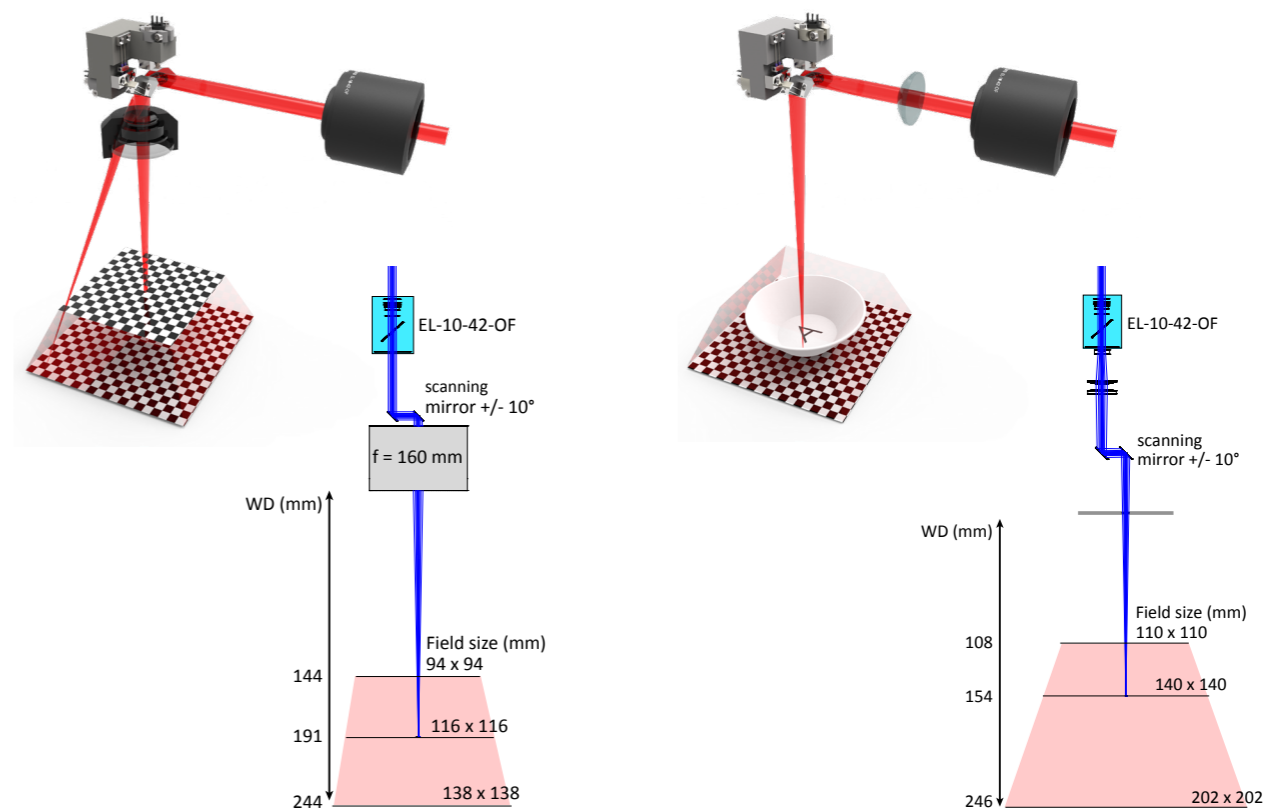 EL-10-42-OF
scanning
mirror +/- 10°
f = 160 mm
WD (mm)
Field size (mm)
94 x 94
144
116 x 116
191
138 x 138
244
A
EL-10-42-OF
scanning
mirror +/- 10°
WD (mm)
Field size (mm)
110 x 110
108
140 x 140
154
202 x 202
246